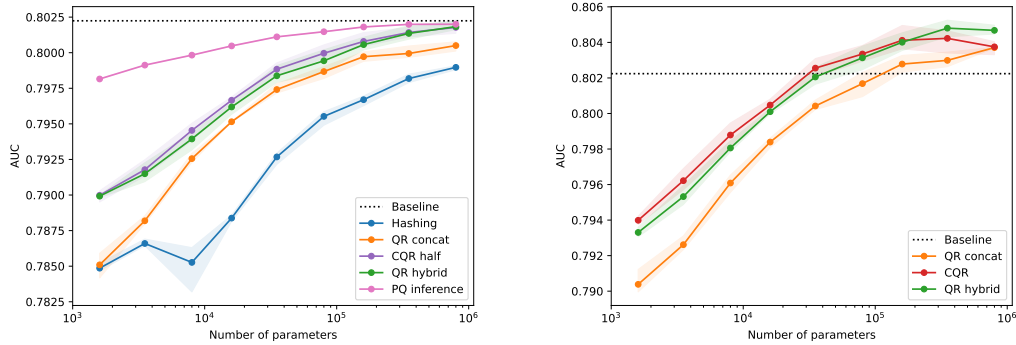 0.8025
0.8000
0.7975
0.7950
0.7925
0.7900
0.7875
0.7850
0.7825
AUC
10³
10⁴
10⁵
10⁶
Number of parameters
Baseline
Hashing
QR concat
CQR half
QR hybrid
PQ inference
0.806
0.804
0.802
0.800
0.798
0.796
0.794
0.792
0.790
AUC
10³
10⁴
10⁵
10⁶
Number of parameters
Baseline
QR concat
CQR
QR hybrid